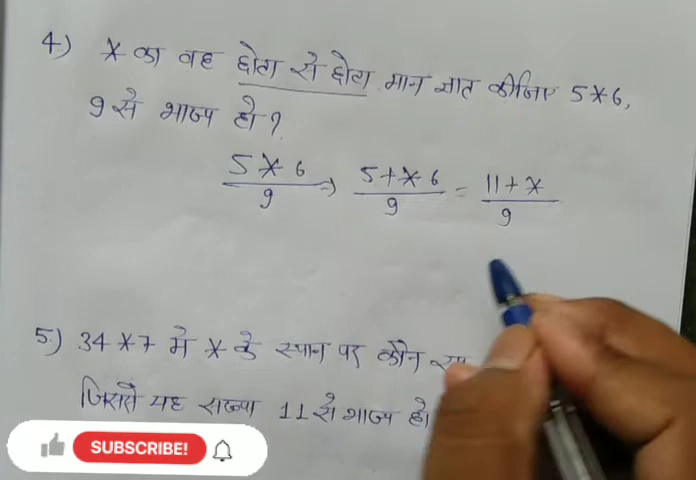 4.) * का वह छोटा से छोटा मान ज्ञात कीजिए 5*6,
9 से भाज्य हो ?
5 * 6 / 9 => 5 + * 6 / 9 = 11 + * / 9
5.) 34*7 मे * के स्थान पर कौन
जिससे यह संख्या 11 से भाज्य हो
SUBSCRIBE!